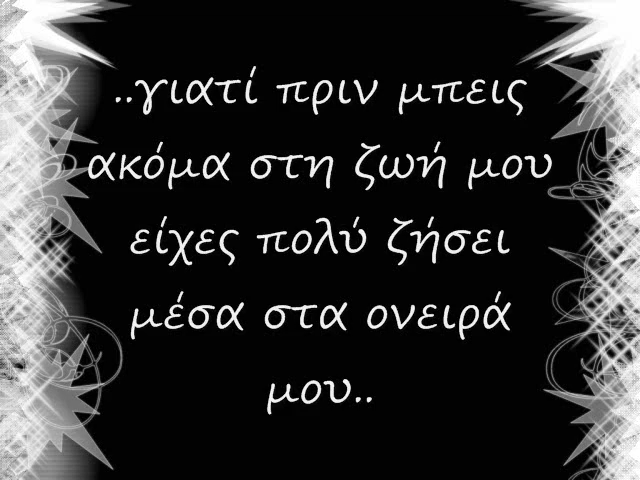 ..γιατί πριν μπεις
ακόμα στη ζωή μου
είχες πολύ ζήσει
μέσα στα ονειρά
μου..